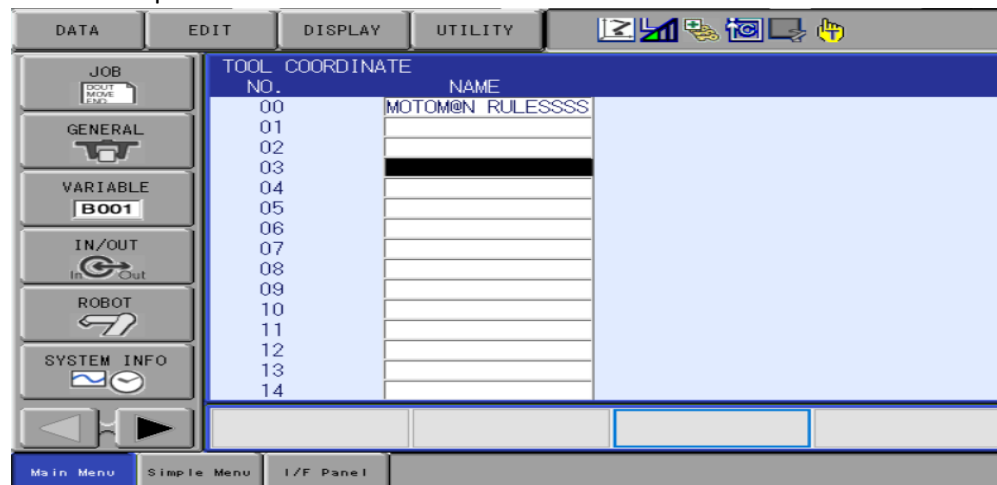 DATA EDIT DISPLAY UTILITY
JOB
DOUT
MOVE
END
GENERAL
VARIABLE
B001
IN/OUT
In Out
ROBOT
SYSTEM INFO
TOOL COORDINATE
NO. NAME
00 MOTOM@N RULESSSS
01
02
03
04
05
06
07
08
09
10
11
12
13
14
Main Menu Simple Menu I/F Panel